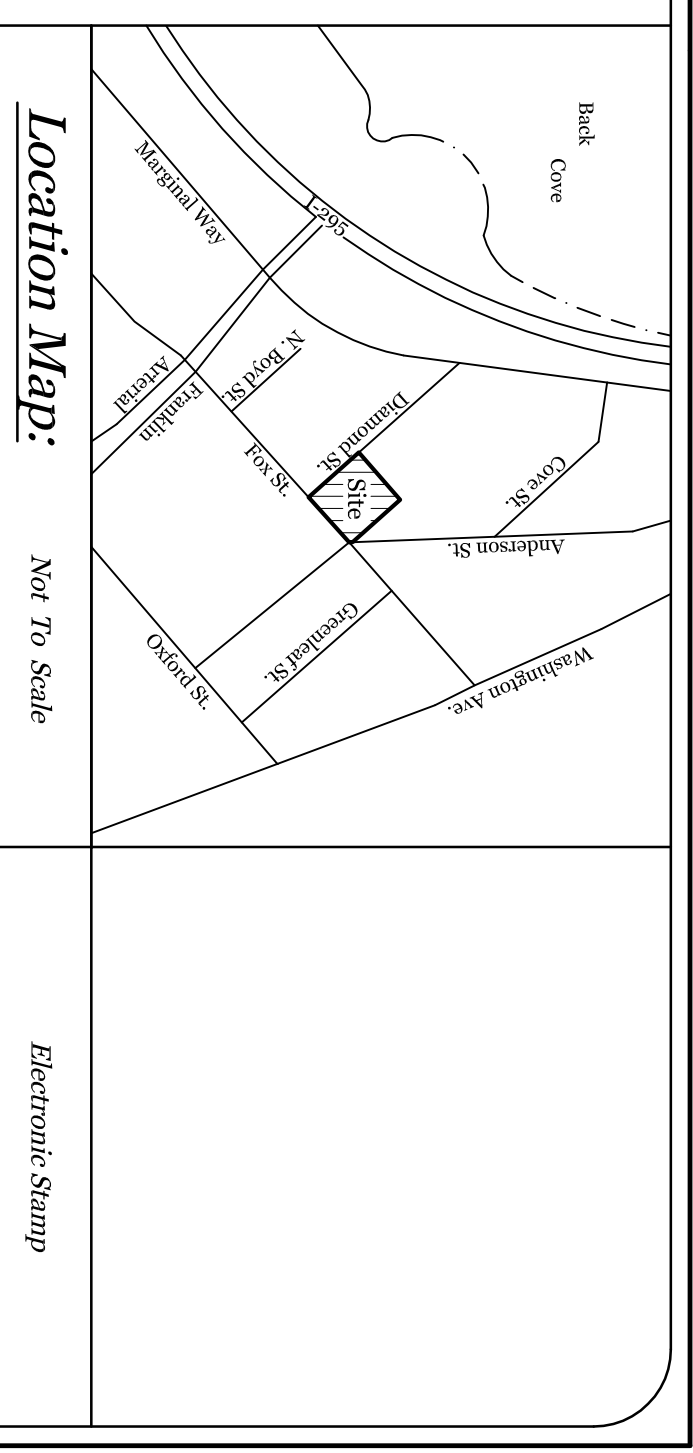 Back
Cove
I-295
Marginal Way
N. Boyd St.
Diamond St.
Cove St.
Anderson St.
Washington Ave.
Site
Fox St.
Franklin
Arterial
Greenleaf St.
Oxford St.
Location Map:
Not To Scale
Electronic Stamp